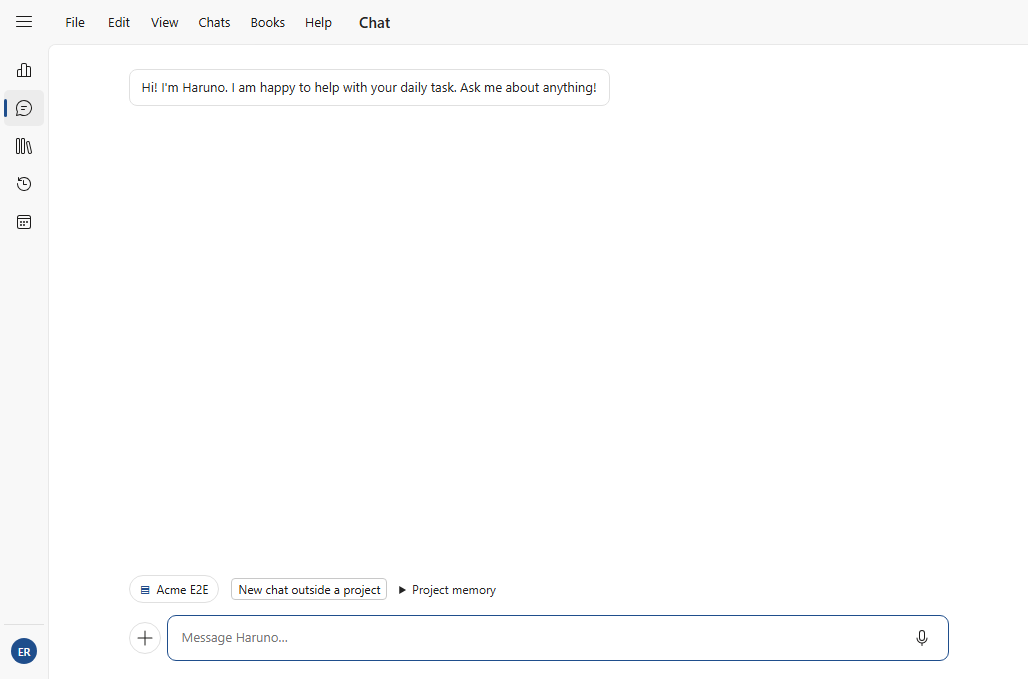 File Edit View Chats Books Help Chat
Hi! I'm Haruno. I am happy to help with your daily task. Ask me about anything!
Acme E2E New chat outside a project Project memory
Message Haruno...
ER